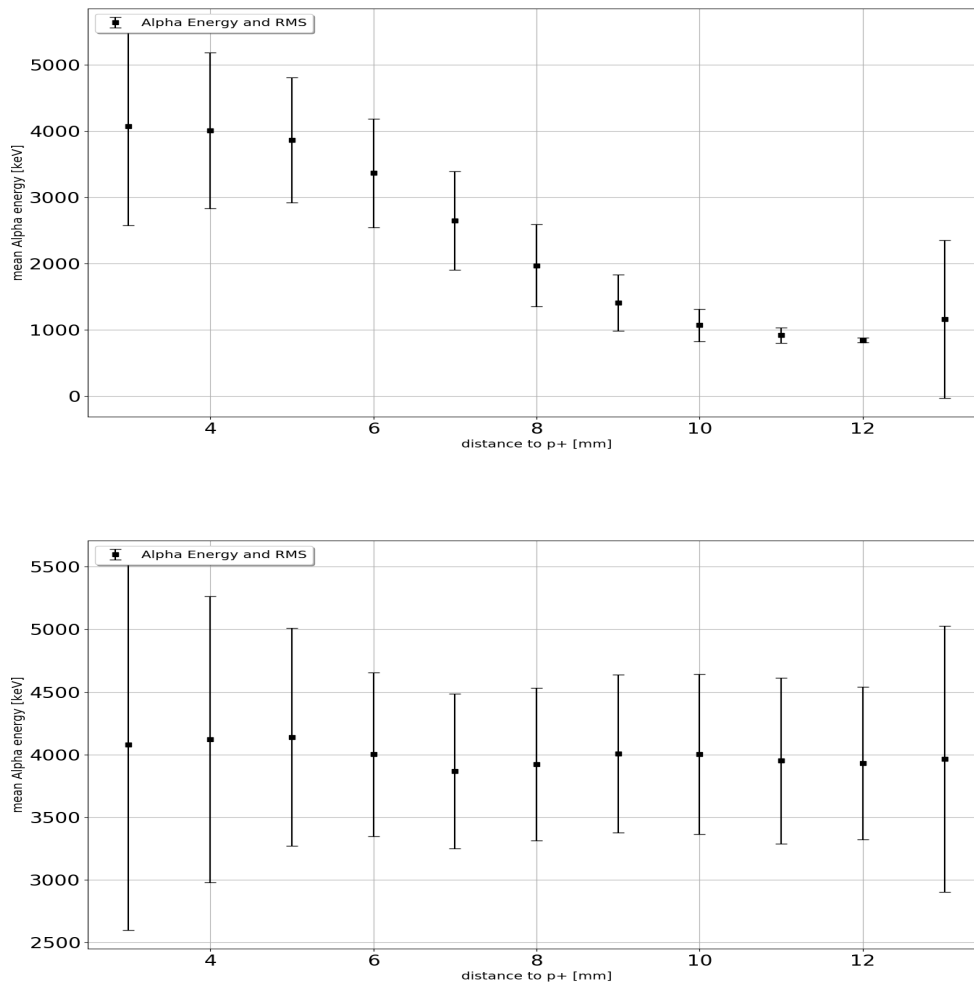 Alpha Energy and RMS
mean Alpha energy [keV]
5000
4000
3000
2000
1000
0
4 6 8 10 12
distance to p+ [mm]
Alpha Energy and RMS
mean Alpha energy [keV]
5500
5000
4500
4000
3500
3000
2500
4 6 8 10 12
distance to p+ [mm]